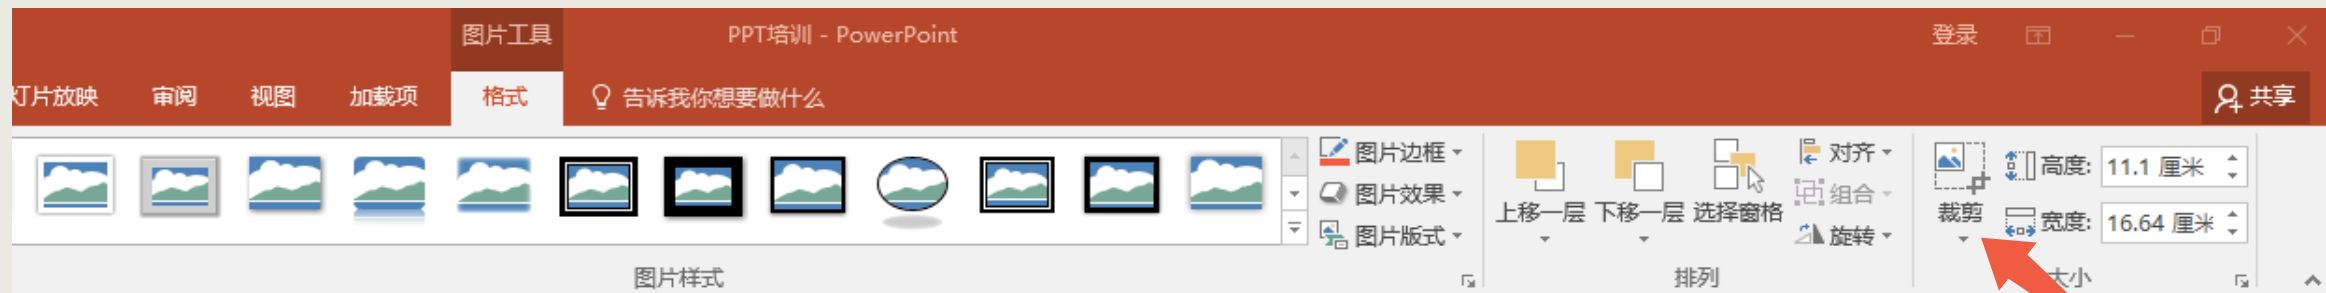 图片工具
PPT培训 - PowerPoint
登录
灯片放映
审阅
视图
加载项
格式
告诉我你想要做什么
共享
图片边框
图片效果
图片版式
图片样式
上移一层
下移一层
选择窗格
对齐
组合
旋转
排列
裁剪
高度: 11.1 厘米
宽度: 16.64 厘米
大小